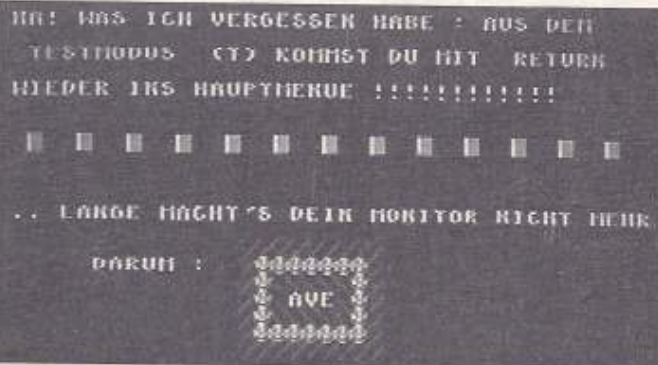 HA! WAS ICH VERGESSEN HABE : AUS DEM
TESTMODUS (T) KOMMST DU MIT RETURN
WIEDER INS HAUPTMENUE !!!!!!!!!!!!
.. LANGE MACHT'S DEIN MONITOR NICHT MEHR
DARUM :
AVE